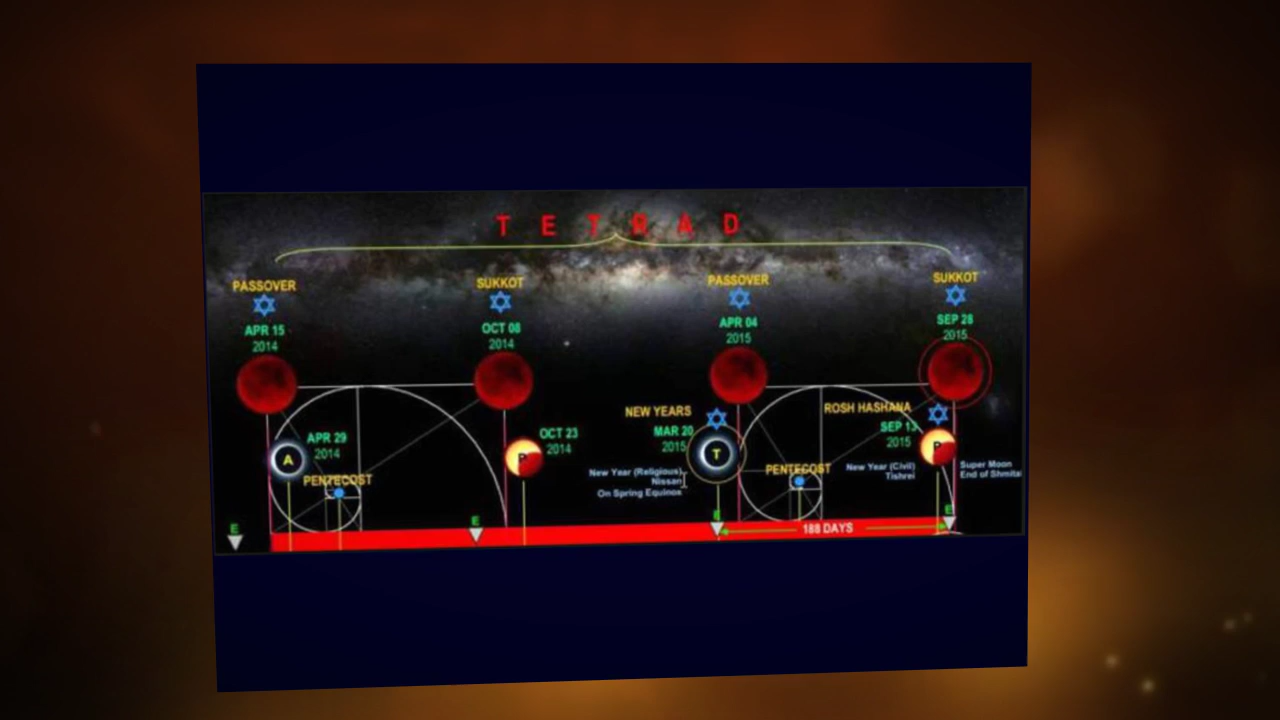 TETRAD
PASSOVER
SUKKOT
PASSOVER
SUKKOT
APR 15
2014
OCT 08
2014
APR 04
2015
SEP 28
2015
NEW YEARS
ROSH HASHANA
A
APR 29
2014
P
OCT 23
2014
MAR 20
2015
T
SEP 13
2015
P
PENTECOST
New Year (Religious)
Nissan
On Spring Equinox
PENTECOST
New Year (Civil)
Tishrei
Super Moon
End of Shmita
E
E
E
E
188 DAYS